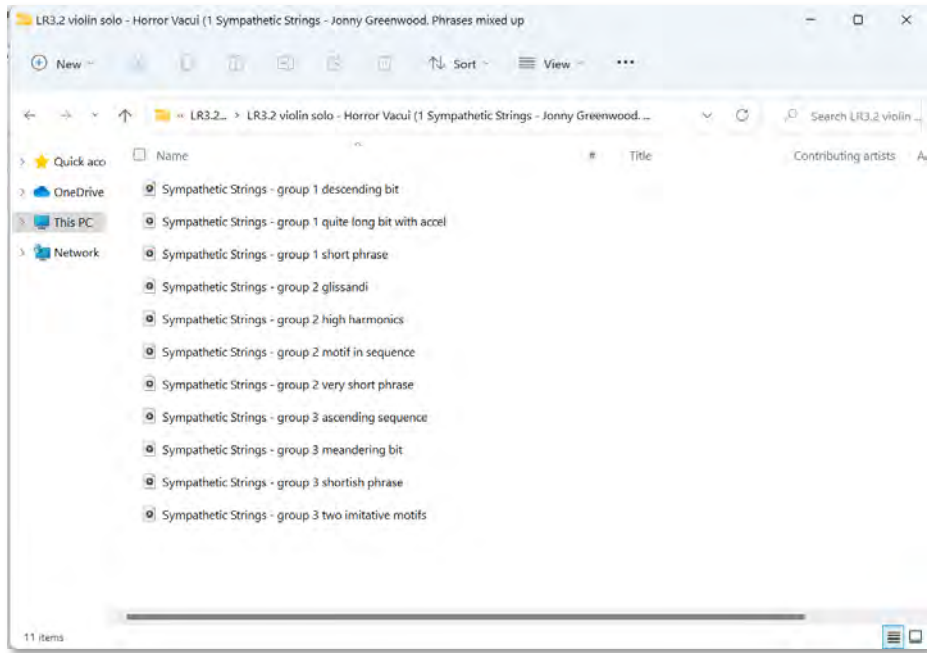 LR3.2 violin solo - Horror Vacui (1 Sympathetic Strings - Jonny Greenwood. Phrases mixed up
New Sort View ...
« LR3.2... > LR3.2 violin solo - Horror Vacui (1 Sympathetic Strings - Jonny Greenwood. ... Search LR3.2 violin ...
Name # Title Contributing artists
Quick acc
OneDrive
This PC
Network
Sympathetic Strings - group 1 descending bit
Sympathetic Strings - group 1 quite long bit with accel
Sympathetic Strings - group 1 short phrase
Sympathetic Strings - group 2 glissandi
Sympathetic Strings - group 2 high harmonics
Sympathetic Strings - group 2 motif in sequence
Sympathetic Strings - group 2 very short phrase
Sympathetic Strings - group 3 ascending sequence
Sympathetic Strings - group 3 meandering bit
Sympathetic Strings - group 3 shortish phrase
Sympathetic Strings - group 3 two imitative motifs
11 items